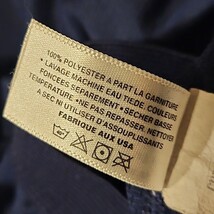 100% POLYESTER A PART LA GARNITURE
• LAVAGE MACHINE EAU TIEDE. COULEURS
FONCEES SEPAREMENT • SECHER BASSE
TEMPERATURE • NE PAS REPASSER. • NETTOYER
A SEC NI UTILISER D'ADOUCISSANT.
FABRIQUE AUX USA